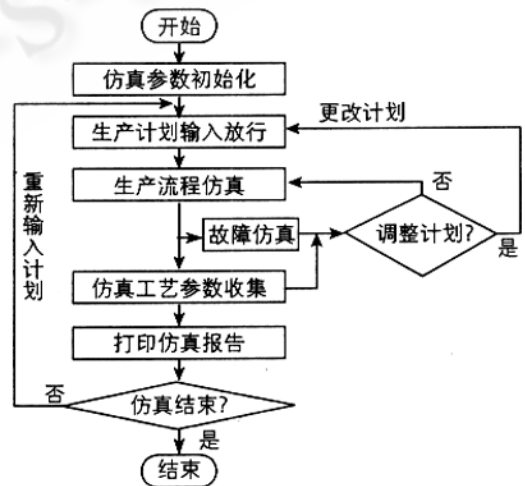 开始
仿真参数初始化
更改计划
生产计划输入放行
生产流程仿真
否
重新输入计划
故障仿真
调整计划?
是
仿真工艺参数收集
打印仿真报告
否
仿真结束?
是
结束